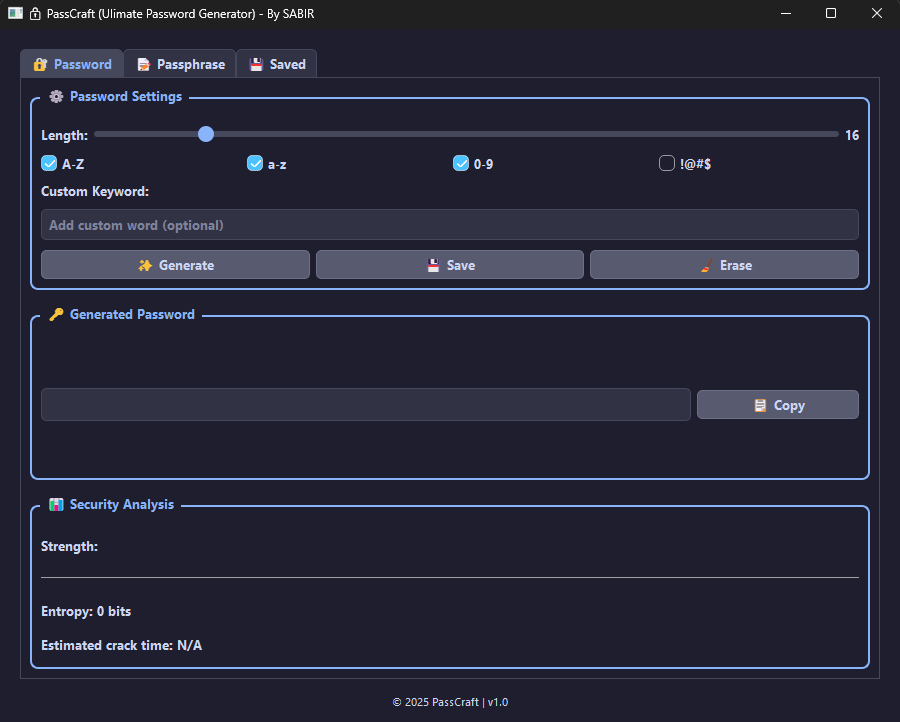 PassCraft (Ulimate Password Generator) - By SABIR
Password Passphrase Saved
Password Settings
Length: 16
A-Z a-z 0-9 !@#$
Custom Keyword:
Add custom word (optional)
Generate Save Erase
Generated Password
Copy
Security Analysis
Strength:
Entropy: 0 bits
Estimated crack time: N/A
© 2025 PassCraft | v1.0